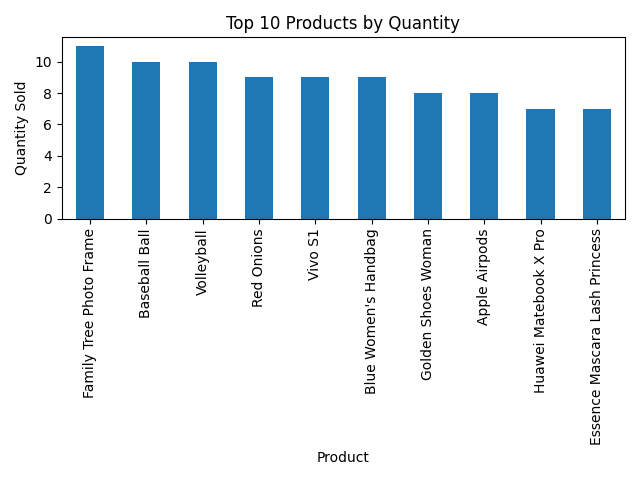 Top 10 Products by Quantity
Quantity Sold
10
8
6
4
2
0
Family Tree Photo Frame
Baseball Ball
Volleyball
Red Onions
Vivo S1
Blue Women's Handbag
Golden Shoes Woman
Apple Airpods
Huawei Matebook X Pro
Essence Mascara Lash Princess
Product